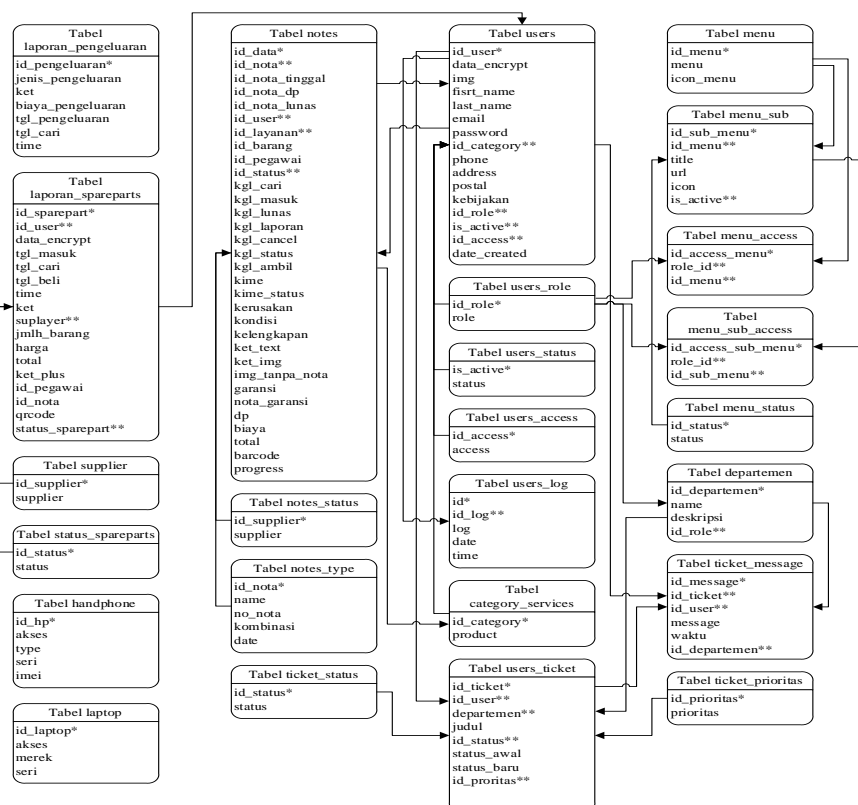 Tabel
laporan_pengeluaran
id_pengeluaran*
jenis_pengeluaran
ket
biaya_pengeluaran
tgl_pengeluaran
tgl_cari
time
Tabel
laporan_spareparts
id_sparepart*
id_user**
data_encrypt
tgl_masuk
tgl_cari
tgl_beli
time
ket
suplayer**
jmlh_barang
harga
total
ket_plus
id_pegawai
id_nota
qrcode
status_sparepart**
Tabel supplier
id_supplier*
supplier
Tabel status_spareparts
id_status*
status
Tabel handphone
id_hp*
akses
type
seri
imei
Tabel laptop
id_laptop*
akses
merek
seri
Tabel notes
id_data*
id_nota**
id_nota_tinggal
id_nota_dp
id_nota_lunas
id_user**
id_layanan**
id_barang
id_pegawai
id_status**
kgl_cari
kgl_masuk
kgl_lunas
kgl_laporan
kgl_cancel
kgl_status
kgl_ambil
kime
kime_status
kerusakan
kondisi
kelengkapan
ket_text
ket_img
img_tanpa_nota
garansi
nota_garansi
dp
biaya
total
barcode
progress
Tabel notes_status
id_supplier*
supplier
Tabel notes_type
id_nota*
name
no_nota
kombinasi
date
Tabel ticket_status
id_status*
status
Tabel users
id_user*
data_encrypt
img
fisrt_name
last_name
email
password
id_category**
phone
address
postal
kebijakan
id_role**
is_active**
id_access**
date_created
Tabel users_role
id_role*
role
Tabel users_status
is_active*
status
Tabel users_access
id_access*
access
Tabel users_log
id*
id_log**
log
date
time
Tabel
category_services
id_category*
product
Tabel users_ticket
id_ticket*
id_user**
departemen**
judul
id_status**
status_awal
status_baru
id_proritas**
Tabel menu
id_menu*
menu
icon_menu
Tabel menu_sub
id_sub_menu*
id_menu**
title
url
icon
is_active**
Tabel menu_access
id_access_menu*
role_id**
id_menu**
Tabel
menu_sub_access
id_access_sub_menu*
role_id**
id_sub_menu**
Tabel menu_status
id_status*
status
Tabel departemen
id_departemen*
name
deskripsi
id_role**
Tabel ticket_message
id_message*
id_ticket**
id_user**
message
waktu
id_departemen**
Tabel ticket_prioritas
id_prioritas*
prioritas